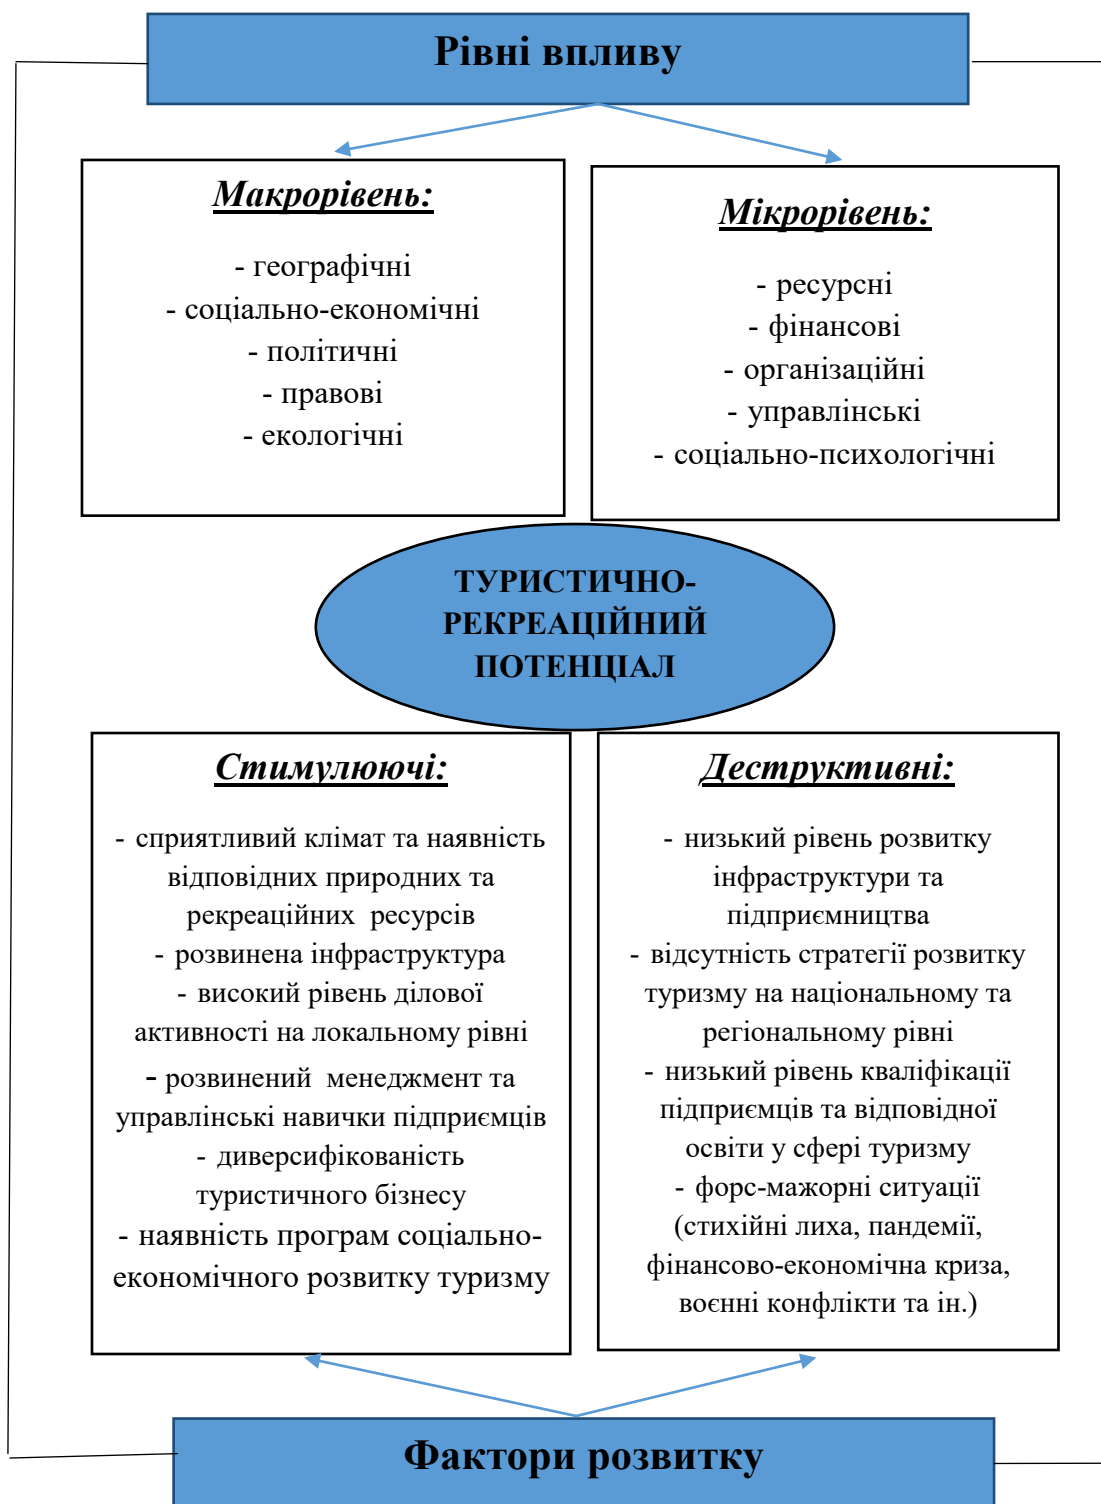 Рівні впливу
Макрорівень:
- географічні
- соціально-економічні
- політичні
- правові
- екологічні
Мікрорівень:
- ресурсні
- фінансові
- організаційні
- управлінські
- соціально-психологічні
ТУРИСТИЧНО-
РЕКРЕАЦІЙНИЙ
ПОТЕНЦІАЛ
Стимулюючі:
- сприятливий клімат та наявність
відповідних природних та
рекреаційних ресурсів
- розвинена інфраструктура
- високий рівень ділової
активності на локальному рівні
- розвинений менеджмент та
управлінські навички підприємців
- диверсифікованість
туристичного бізнесу
- наявність програм соціально-
економічного розвитку туризму
Деструктивні:
- низький рівень розвитку
інфраструктури та
підприємництва
- відсутність стратегії розвитку
туризму на національному та
регіональному рівні
- низький рівень кваліфікації
підприємців та відповідної
освіти у сфері туризму
- форс-мажорні ситуації
(стихійні лиха, пандемії,
фінансово-економічна криза,
воєнні конфлікти та ін.)
Фактори розвитку